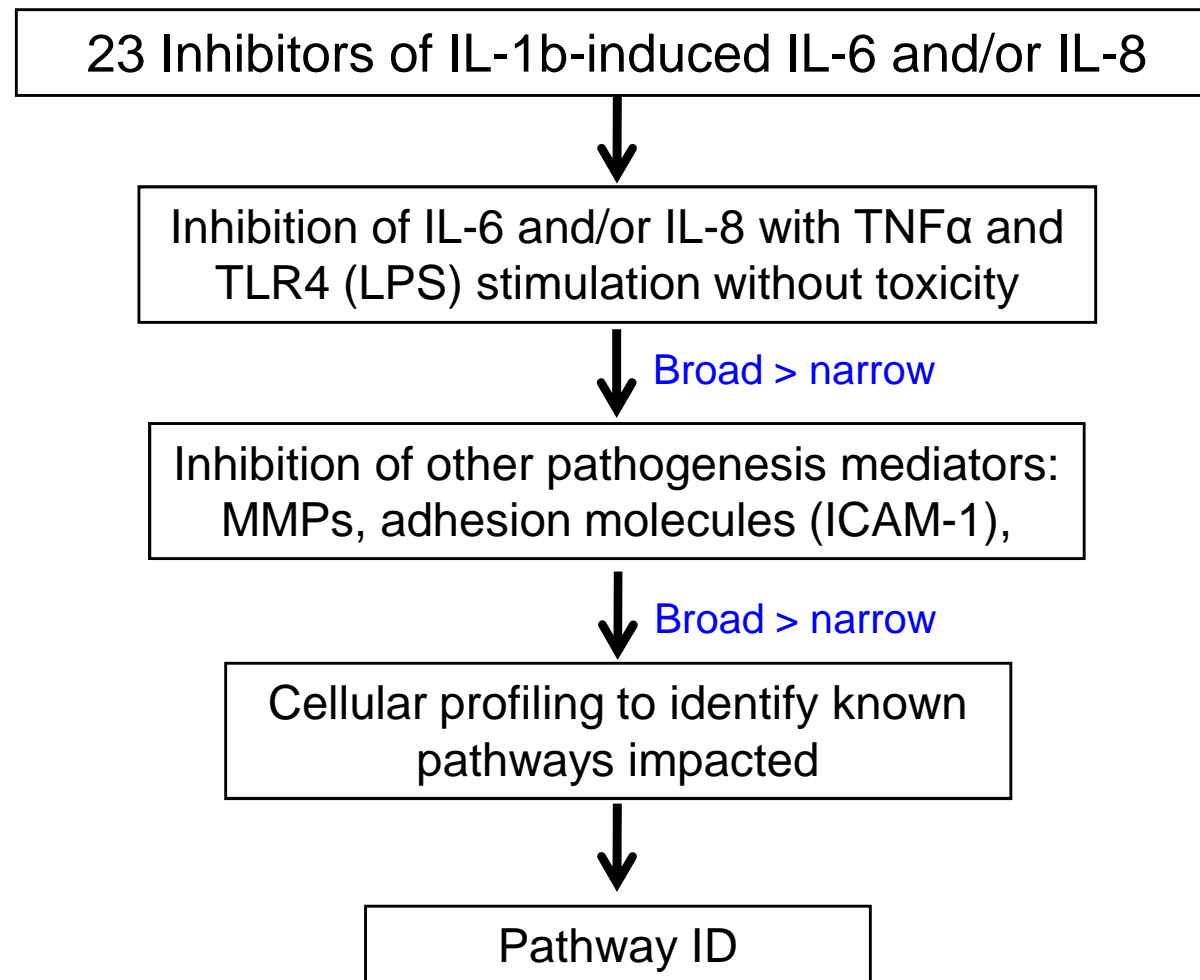 23 Inhibitors of IL-1b-induced IL-6 and/or IL-8
Inhibition of IL-6 and/or IL-8 with TNFα and
TLR4 (LPS) stimulation without toxicity
Broad > narrow
Inhibition of other pathogenesis mediators:
MMPs, adhesion molecules (ICAM-1),
Broad > narrow
Cellular profiling to identify known
pathways impacted
Pathway ID